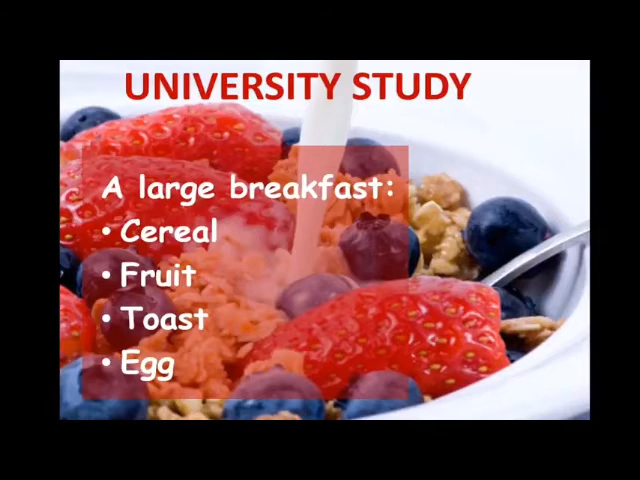 UNIVERSITY STUDY
A large breakfast:
• Cereal
• Fruit
• Toast
• Egg